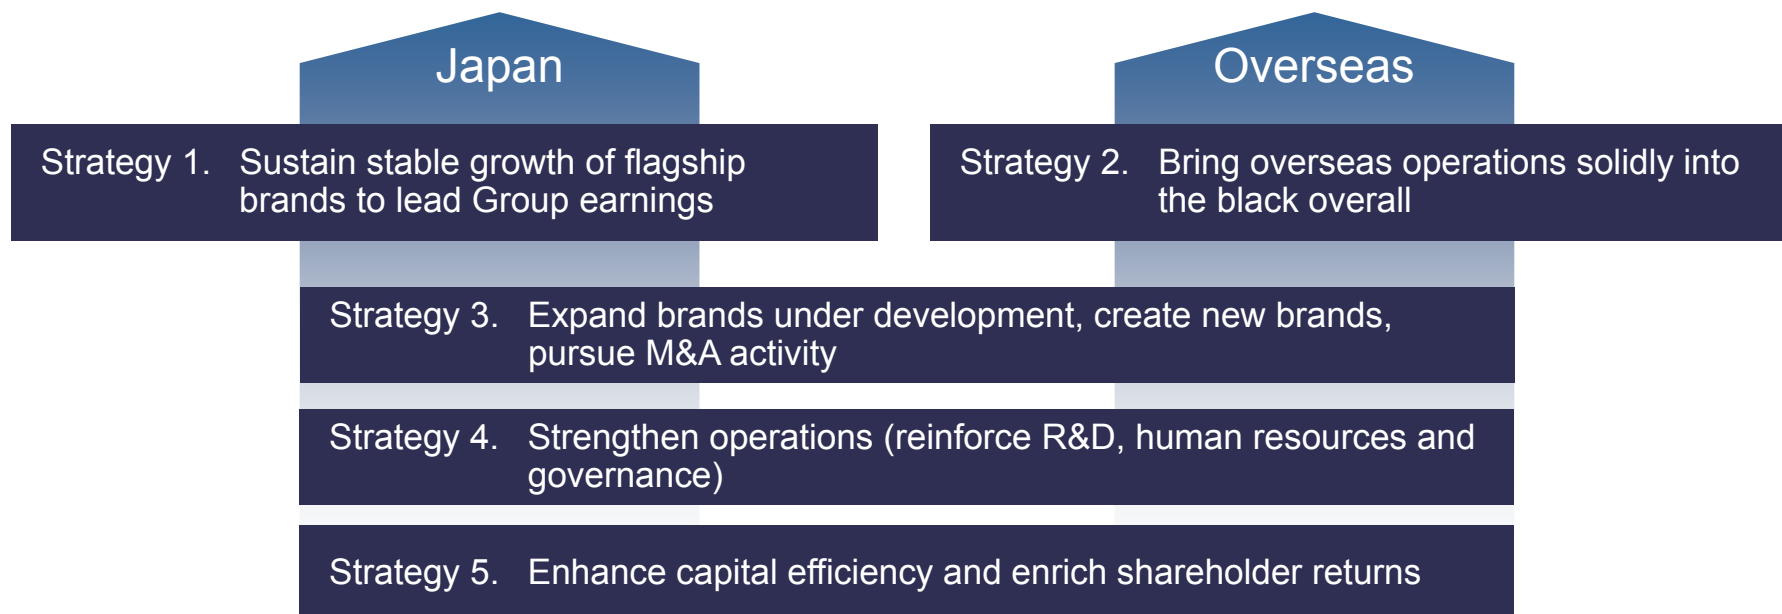 Japan
Overseas
Strategy 1. Sustain stable growth of flagship
brands to lead Group earnings
Strategy 2. Bring overseas operations solidly into
the black overall
Strategy 3. Expand brands under development, create new brands,
pursue M&A activity
Strategy 4. Strengthen operations (reinforce R&D, human resources and
governance)
Strategy 5. Enhance capital efficiency and enrich shareholder returns